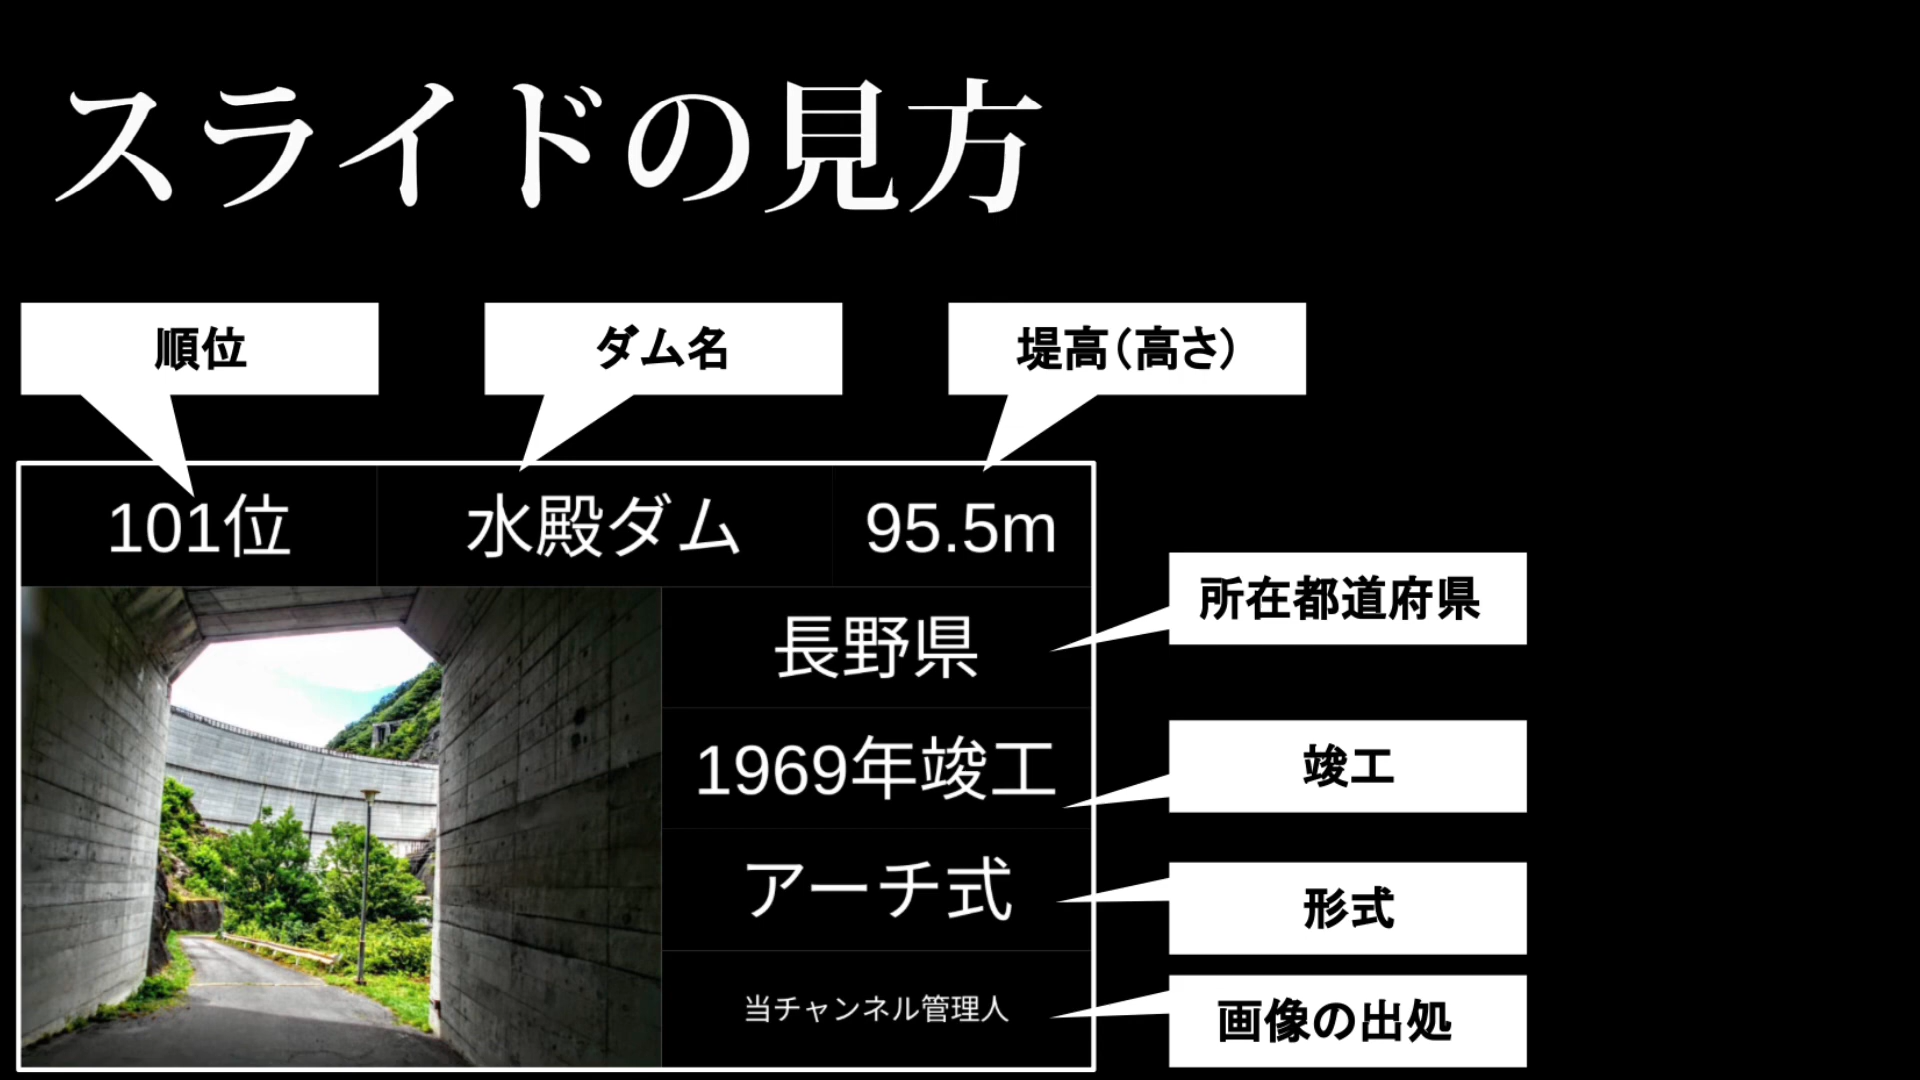 スライドの見方
順位
ダム名
堤高(高さ)
101位
水殿ダム
95.5m
所在都道府県
長野県
竣工
1969年竣工
形式
アーチ式
画像の出処
当チャンネル管理人